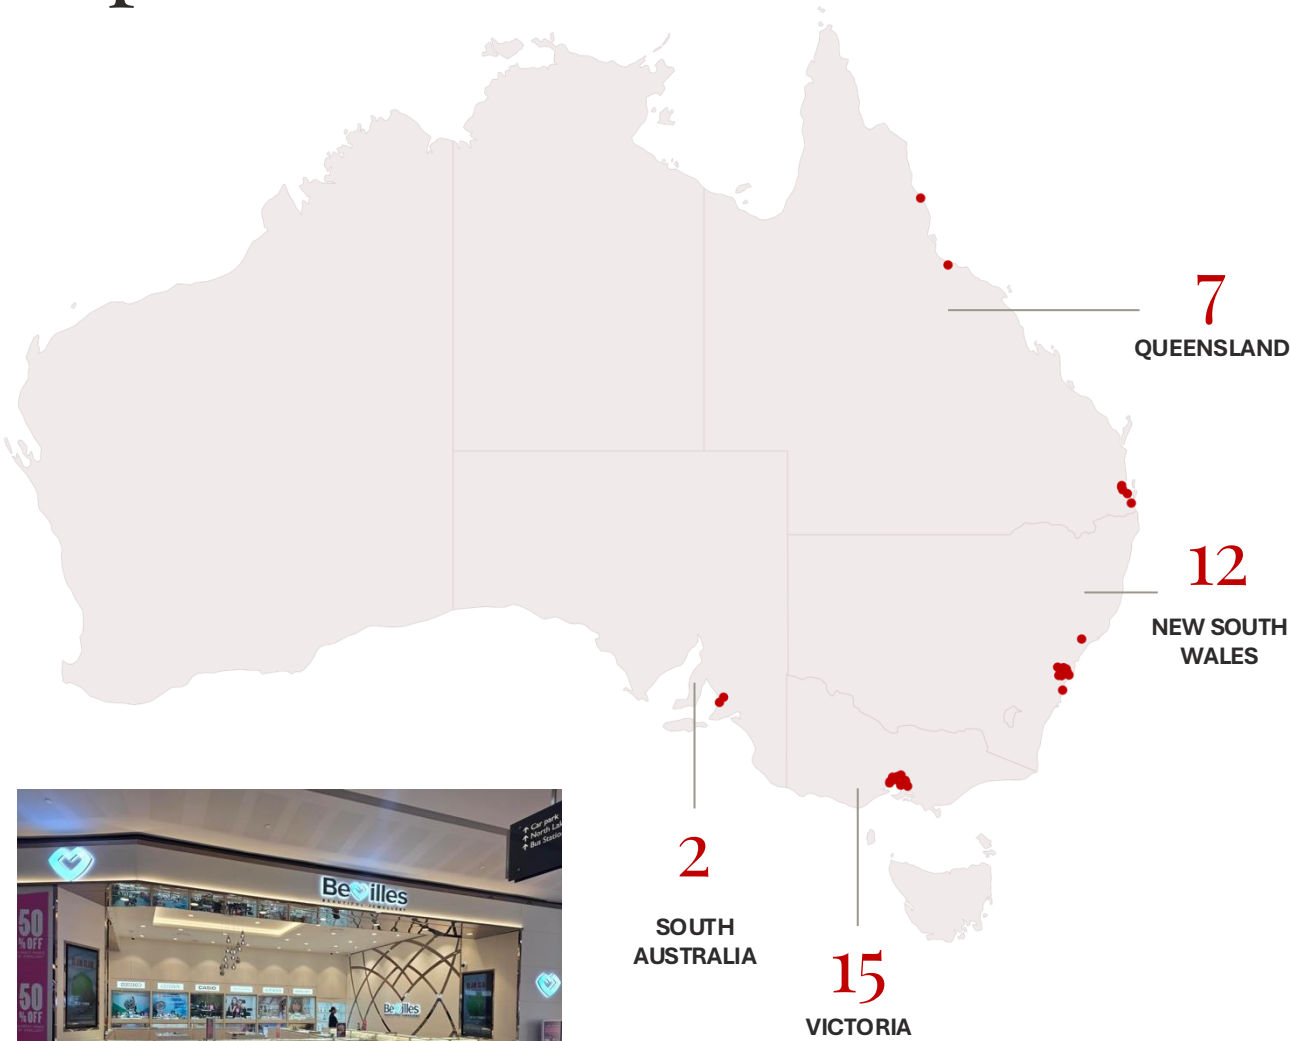 7
QUEENSLAND
12
NEW SOUTH
WALES
2
SOUTH
AUSTRALIA
15
VICTORIA
Car park
Bevilles
50
% OFF
50
% OFF
CASIO
Bevilles